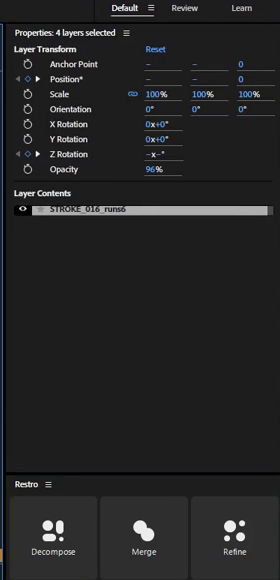 Default Review Learn
Properties: 4 layers selected
Layer Transform Reset
Anchor Point – – 0
Position* – – 0
Scale 100% 100% 100%
Orientation 0° 0° 0°
X Rotation 0x+0°
Y Rotation 0x+0°
Z Rotation –x–°
Opacity 96%
Layer Contents
STROKE_016_runs6
Restro
Decompose Merge Refine